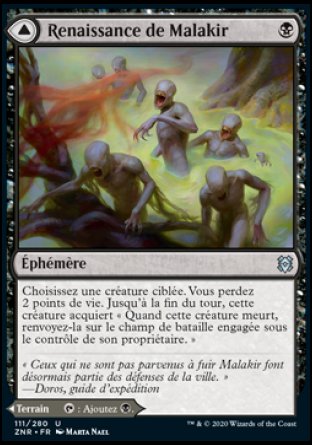 Renaissance de Malakir
Éphémère
Choisissez une créature ciblée. Vous perdez
2 points de vie. Jusqu'à la fin du tour, cette
créature acquiert « Quand cette créature meurt,
renvoyez-la sur le champ de bataille engagée sous
le contrôle de son propriétaire. »
« Ceux qui ne sont pas parvenus à fuir Malakir font
désormais partie des défenses de la ville. »
—Doros, guide d'expédition
Terrain : Ajoutez .
111/280 U
ZNR • FR Marta Nael
™ & © 2020 Wizards of the Coast